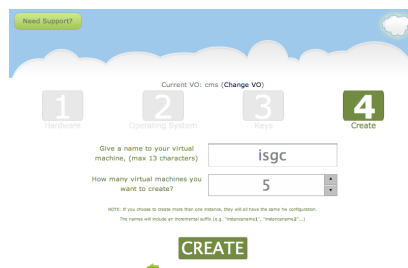 Need Support?
Current VO: cms (Change VO)
1
Hardware
2
Operating System
3
Keys
4
Create
Give a name to your virtual
machine, (max 13 characters)
isgc
How many virtual machines you
want to create?
5
NOTE: If you choose to create more than one instance, they will all have the same hw configuration.
The names will include an incremental suffix (e.g. "instancename1", "instancename2"...)
CREATE